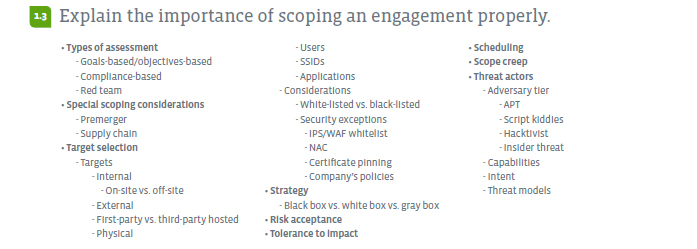 1.3 Explain the importance of scoping an engagement properly.
• Types of assessment
- Goals-based/objectives-based
- Compliance-based
- Red team
• Special scoping considerations
- Premerger
- Supply chain
• Target selection
- Targets
- Internal
- On-site vs. off-site
- External
- First-party vs. third-party hosted
- Physical
- Users
- SSIDs
- Applications
- Considerations
- White-listed vs. black-listed
- Security exceptions
- IPS/WAF whitelist
- NAC
- Certificate pinning
- Company's policies
• Strategy
- Black box vs. white box vs. gray box
• Risk acceptance
• Tolerance to impact
• Scheduling
• Scope creep
• Threat actors
- Adversary tier
- APT
- Script kiddies
- Hacktivist
- Insider threat
- Capabilities
- Intent
- Threat models